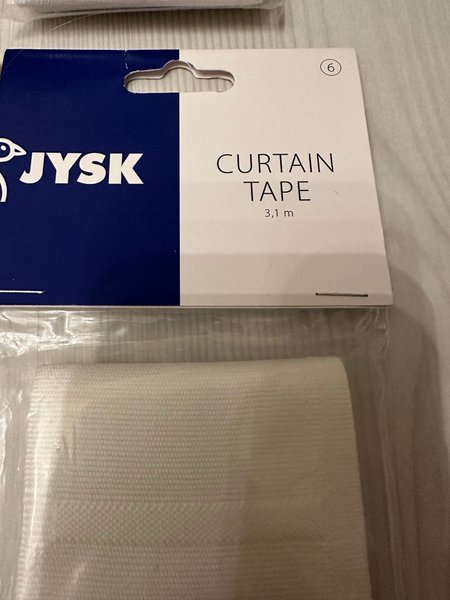 6
JYSK
CURTAIN
TAPE
3,1 m